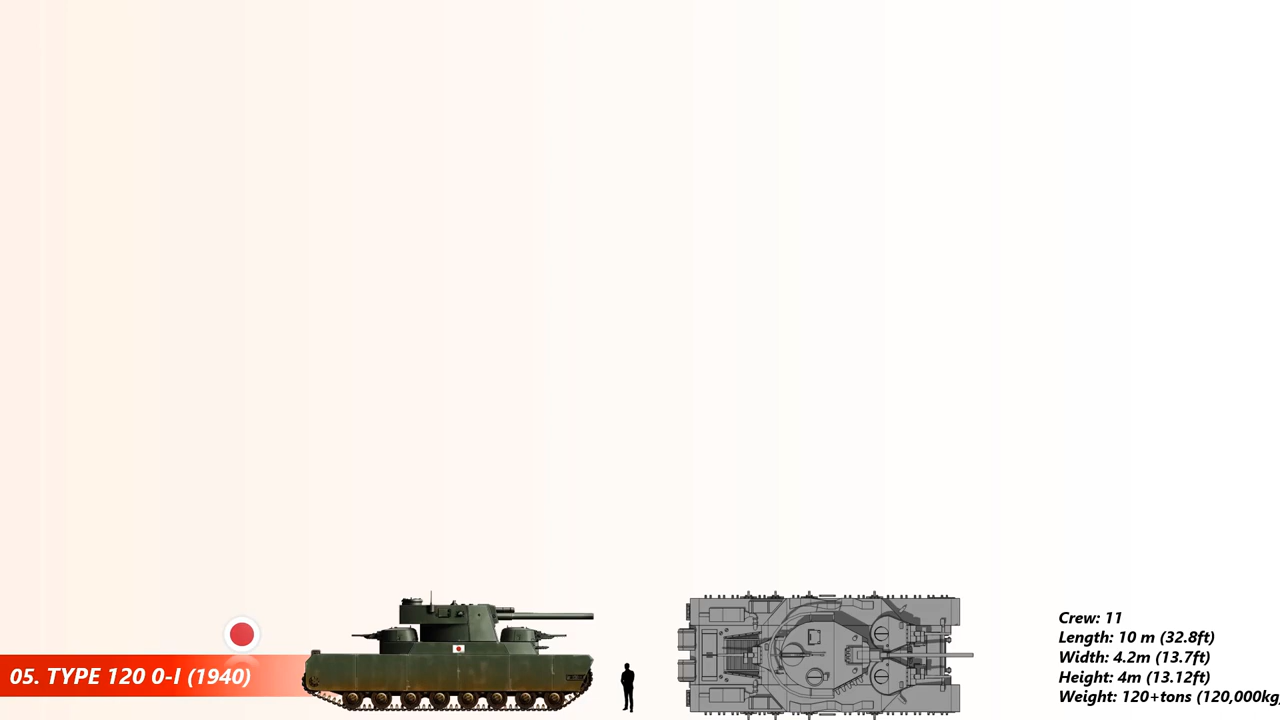 05. TYPE 120 O-I (1940)
Crew: 11
Length: 10 m (32.8ft)
Width: 4.2m (13.7ft)
Height: 4m (13.12ft)
Weight: 120+tons (120,000kg